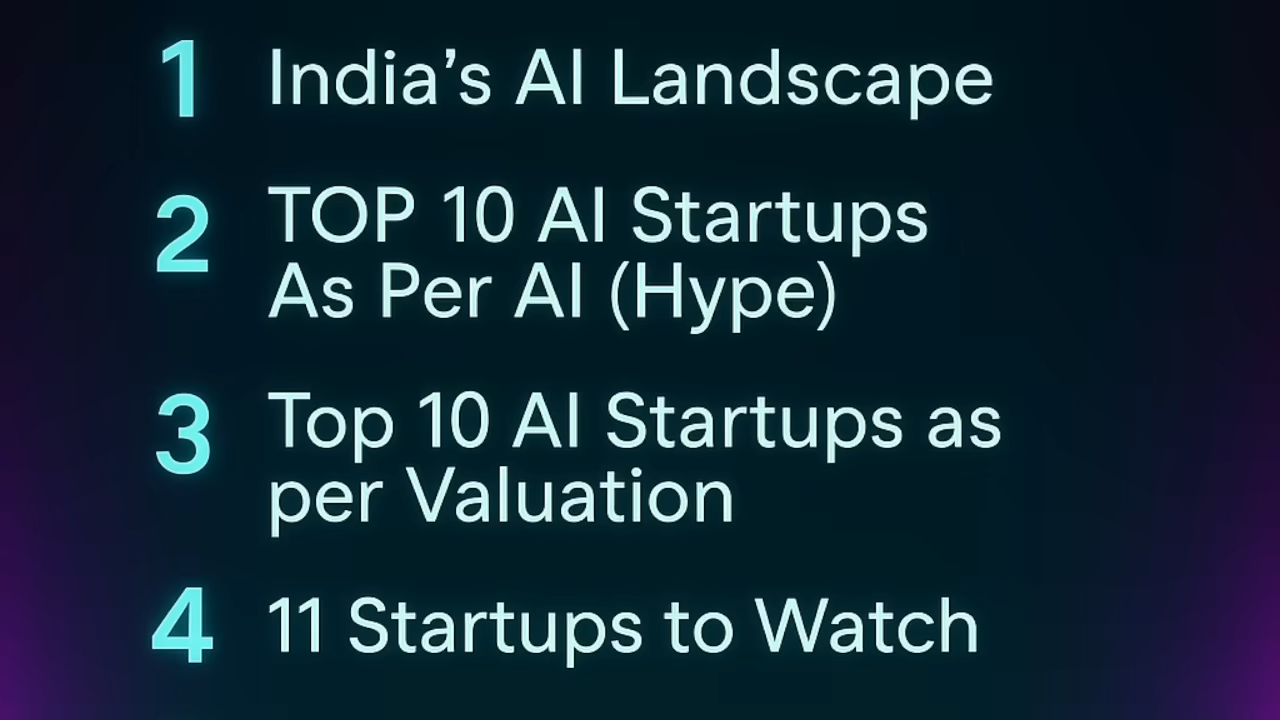 1 India’s AI Landscape
2 TOP 10 AI Startups
As Per AI (Hype)
3 Top 10 AI Startups as
per Valuation
4 11 Startups to Watch